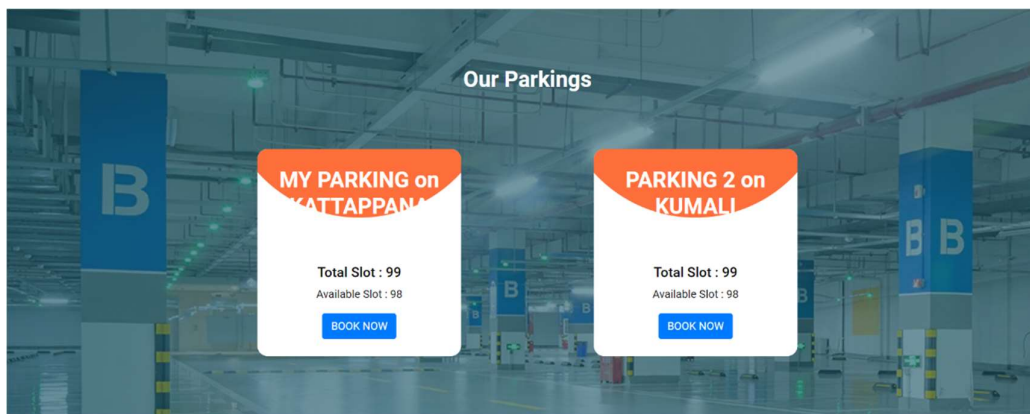 Our Parkings
MY PARKING on
KATTAPPANA
Total Slot : 99
Available Slot : 98
BOOK NOW
PARKING 2 on
KUMALI
Total Slot : 99
Available Slot : 98
BOOK NOW
B
B
B
B
B
B